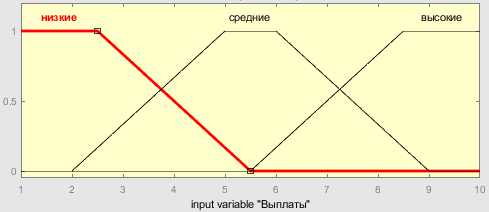 низкие средние высокие
1
0.5
0
1 2 3 4 5 6 7 8 9 10
input variable "Выплаты"